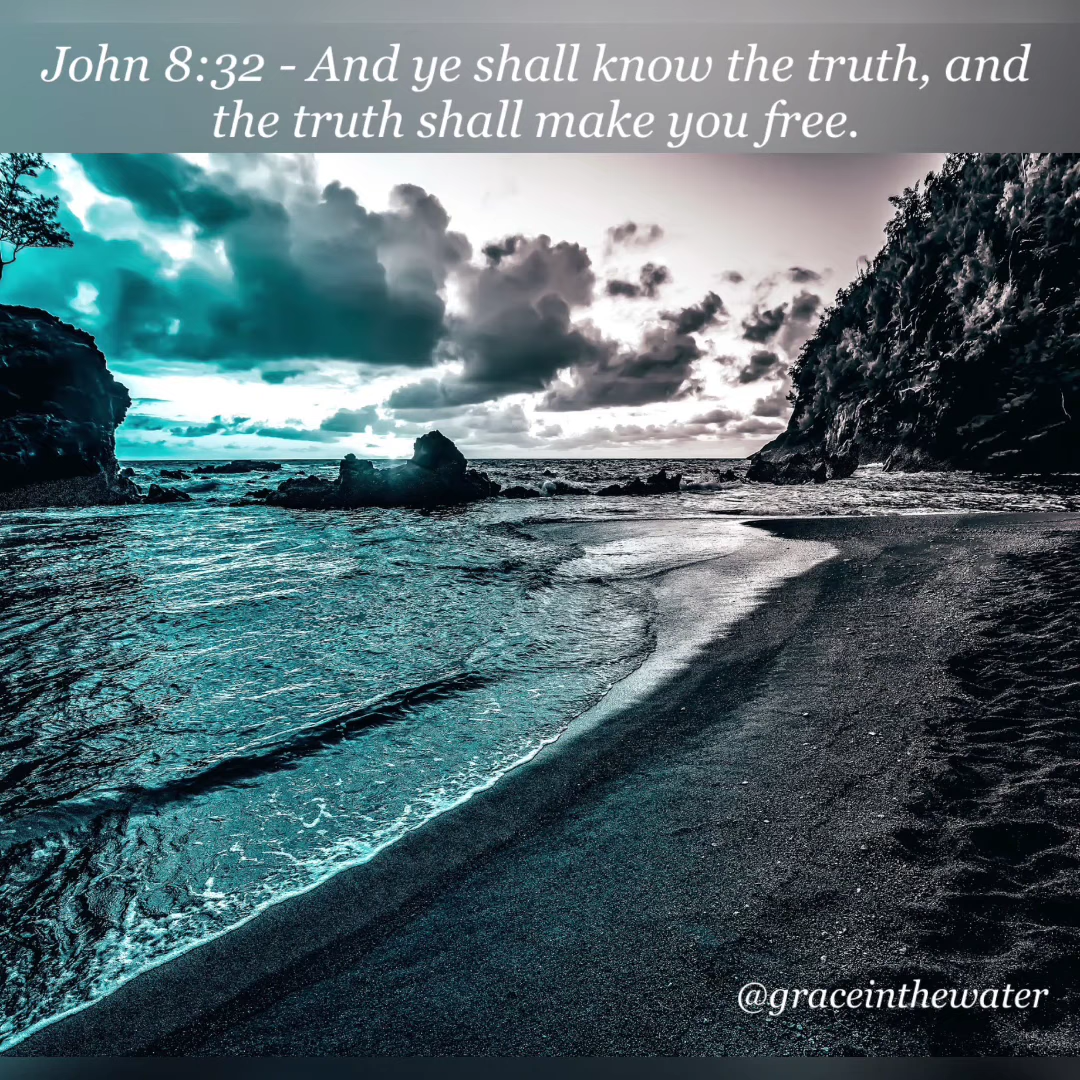 John 8:32 - And ye shall know the truth, and
the truth shall make you free.
@graceinthewater